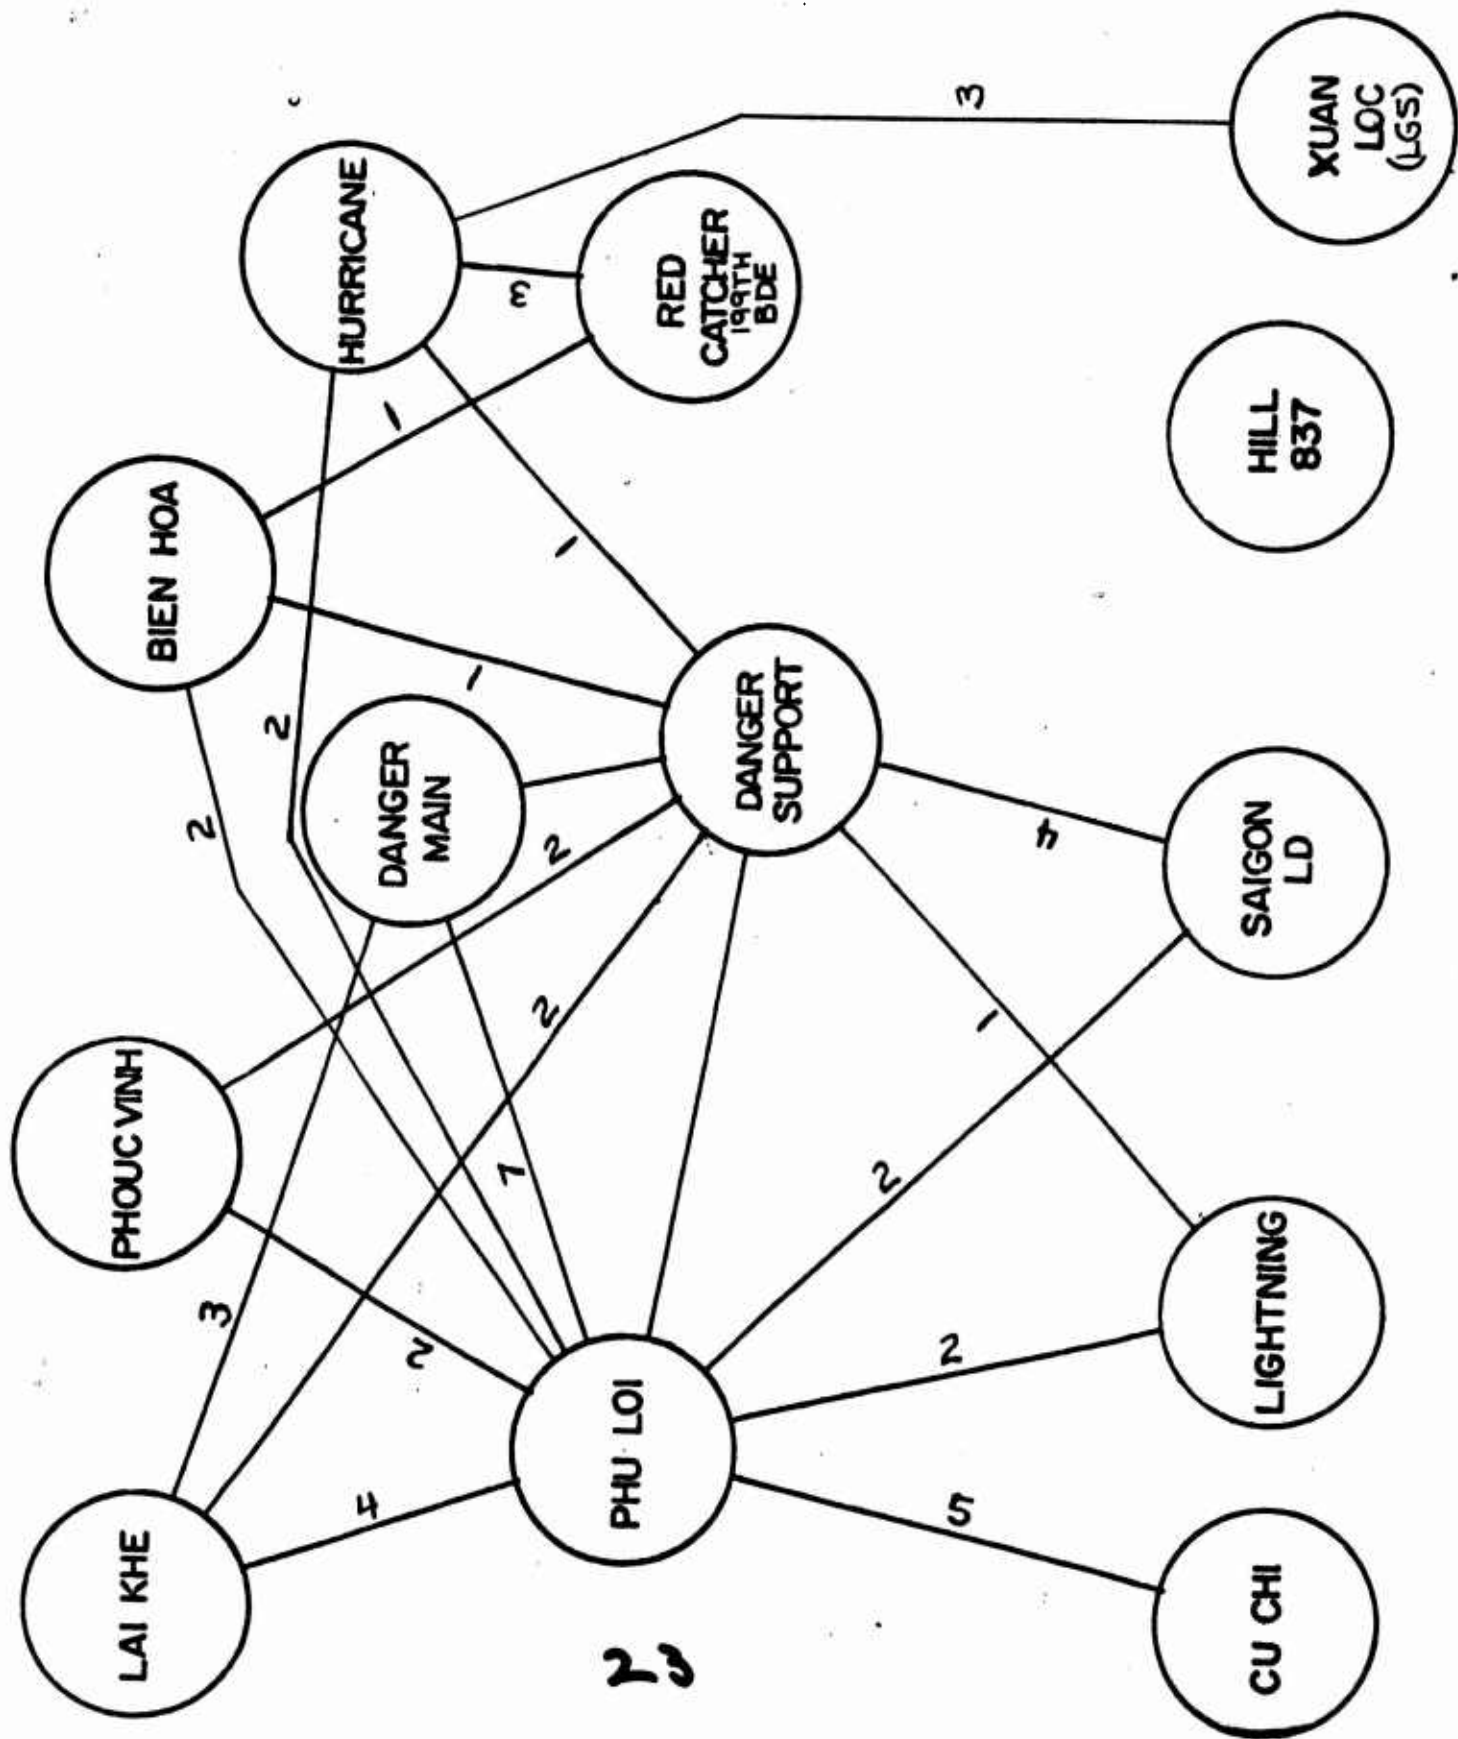 LAI KHE
PHOUC VINH
BIEN HOA
HURRICANE
DANGER
MAIN
RED
CATCHER
199TH
BDE
PHU LOI
DANGER
SUPPORT
CU CHI
LIGHTNING
SAIGON
LD
HILL
837
XUAN
LOC
(LGS)
3
4
2
2
2
2
2
1
1
1
1
3
3
5
2
2
1
4
23